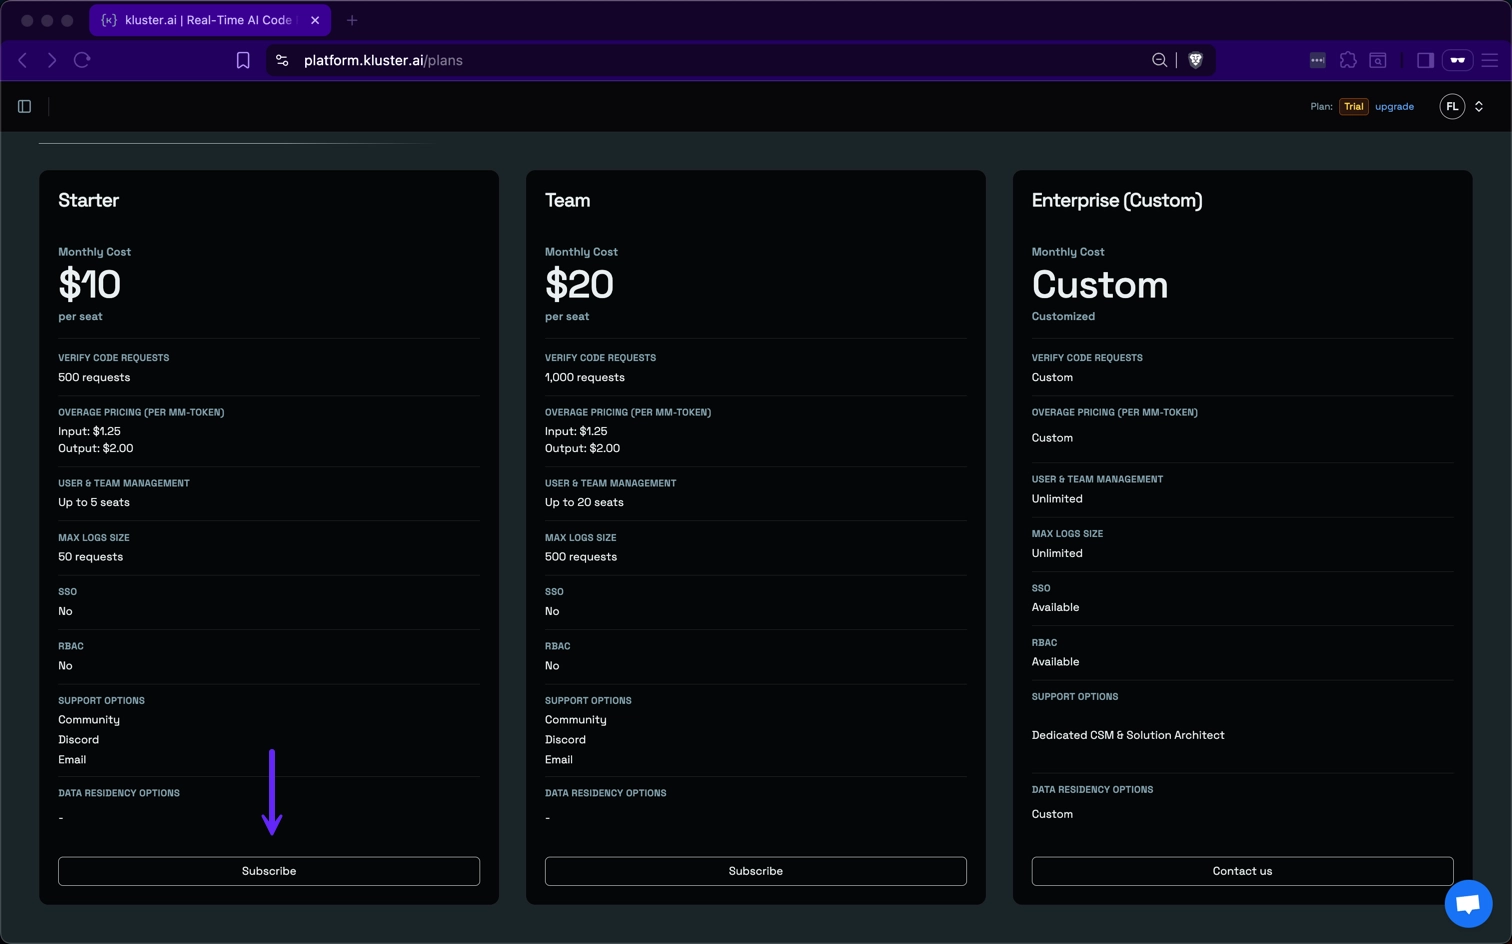 {K} kluster.ai | Real-Time AI Code
platform.kluster.ai/plans
Plan: Trial upgrade FL
Starter
Monthly Cost
$10
per seat
VERIFY CODE REQUESTS
500 requests
OVERAGE PRICING (PER MM-TOKEN)
Input: $1.25
Output: $2.00
USER & TEAM MANAGEMENT
Up to 5 seats
MAX LOGS SIZE
50 requests
SSO
No
RBAC
No
SUPPORT OPTIONS
Community
Discord
Email
DATA RESIDENCY OPTIONS
-
Subscribe
Team
Monthly Cost
$20
per seat
VERIFY CODE REQUESTS
1,000 requests
OVERAGE PRICING (PER MM-TOKEN)
Input: $1.25
Output: $2.00
USER & TEAM MANAGEMENT
Up to 20 seats
MAX LOGS SIZE
500 requests
SSO
No
RBAC
No
SUPPORT OPTIONS
Community
Discord
Email
DATA RESIDENCY OPTIONS
-
Subscribe
Enterprise (Custom)
Monthly Cost
Custom
Customized
VERIFY CODE REQUESTS
Custom
OVERAGE PRICING (PER MM-TOKEN)
Custom
USER & TEAM MANAGEMENT
Unlimited
MAX LOGS SIZE
Unlimited
SSO
Available
RBAC
Available
SUPPORT OPTIONS
Dedicated CSM & Solution Architect
DATA RESIDENCY OPTIONS
Custom
Contact us